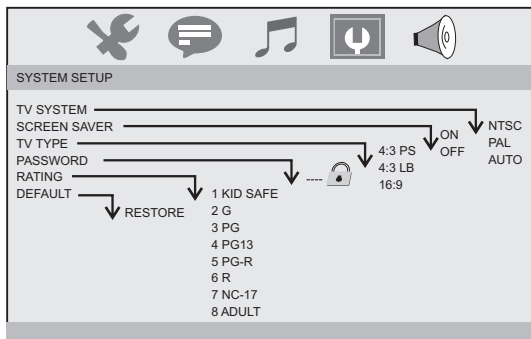 SYSTEM SETUP
TV SYSTEM
SCREEN SAVER
TV TYPE
PASSWORD
RATING
DEFAULT
RESTORE
1 KID SAFE
2 G
3 PG
4 PG13
5 PG-R
6 R
7 NC-17
8 ADULT
----
4:3 PS
4:3 LB
16:9
ON
OFF
NTSC
PAL
AUTO